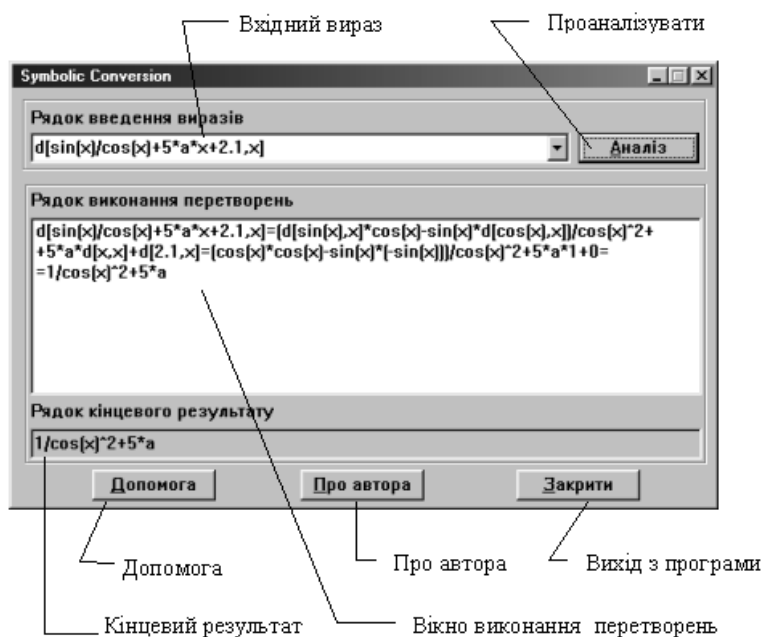 Вхідний вираз
Проаналізувати
Symbolic Conversion
Рядок введення виразів
d[sin(x)/cos(x)+5*a*x+2.1,x]
Аналіз
Рядок виконання перетворень
d[sin(x)/cos(x)+5*a*x+2.1,x]=(d[sin(x),x]*cos(x)-sin(x)*d[cos(x),x])/cos(x)^2+
+5*a*d[x,x]+d[2.1,x]=(cos(x)*cos(x)-sin(x)*(-sin(x)))/cos(x)^2+5*a*1+0=
=1/cos(x)^2+5*a
Рядок кінцевого результату
1/cos(x)^2+5*a
Допомога
Про автора
Закрити
Допомога
Про автора
Вихід з програми
Кінцевий результат
Вікно виконання перетворень